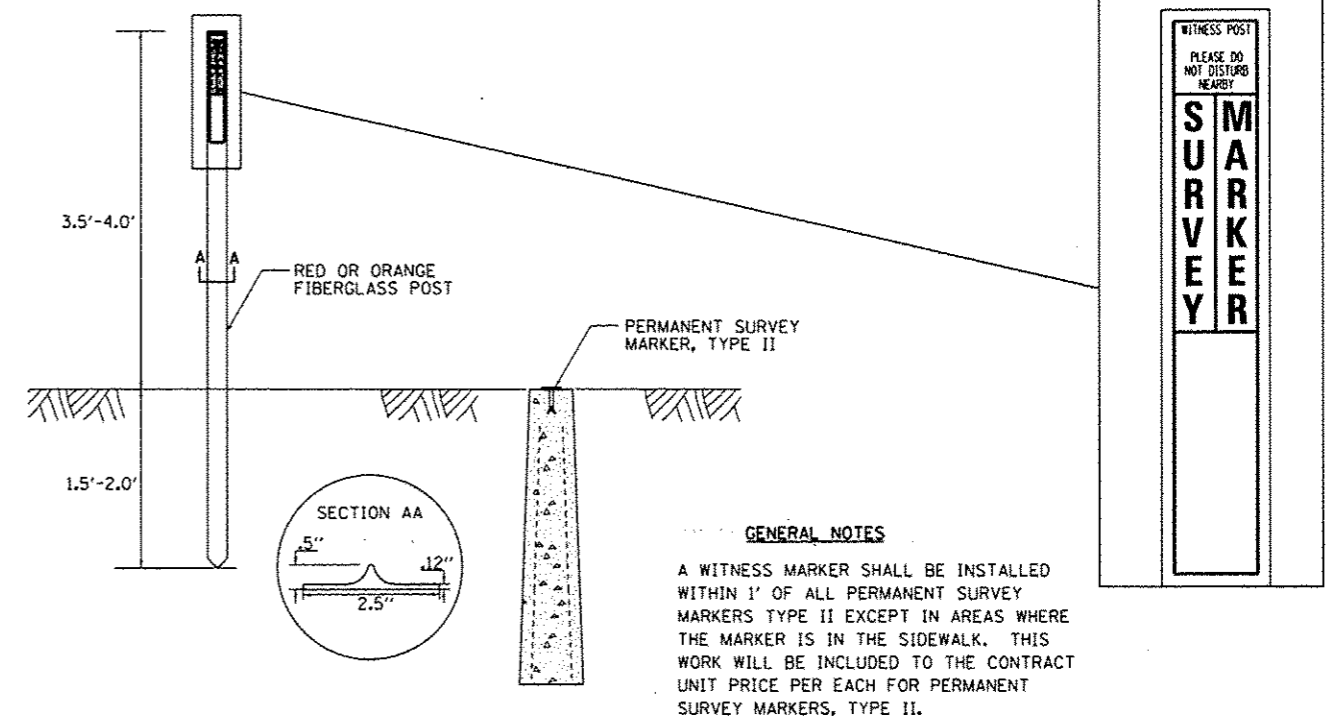 3.5'-4.0'
A A
RED OR ORANGE
FIBERGLASS POST
PERMANENT SURVEY
MARKER, TYPE II
1.5'-2.0'
SECTION AA
.5"
.12"
2.5"
GENERAL NOTES
A WITNESS MARKER SHALL BE INSTALLED
WITHIN 1' OF ALL PERMANENT SURVEY
MARKERS TYPE II EXCEPT IN AREAS WHERE
THE MARKER IS IN THE SIDEWALK. THIS
WORK WILL BE INCLUDED TO THE CONTRACT
UNIT PRICE PER EACH FOR PERMANENT
SURVEY MARKERS, TYPE II.
WITNESS POST
PLEASE DO
NOT DISTURB
NEARBY
SURVEY
MARKER